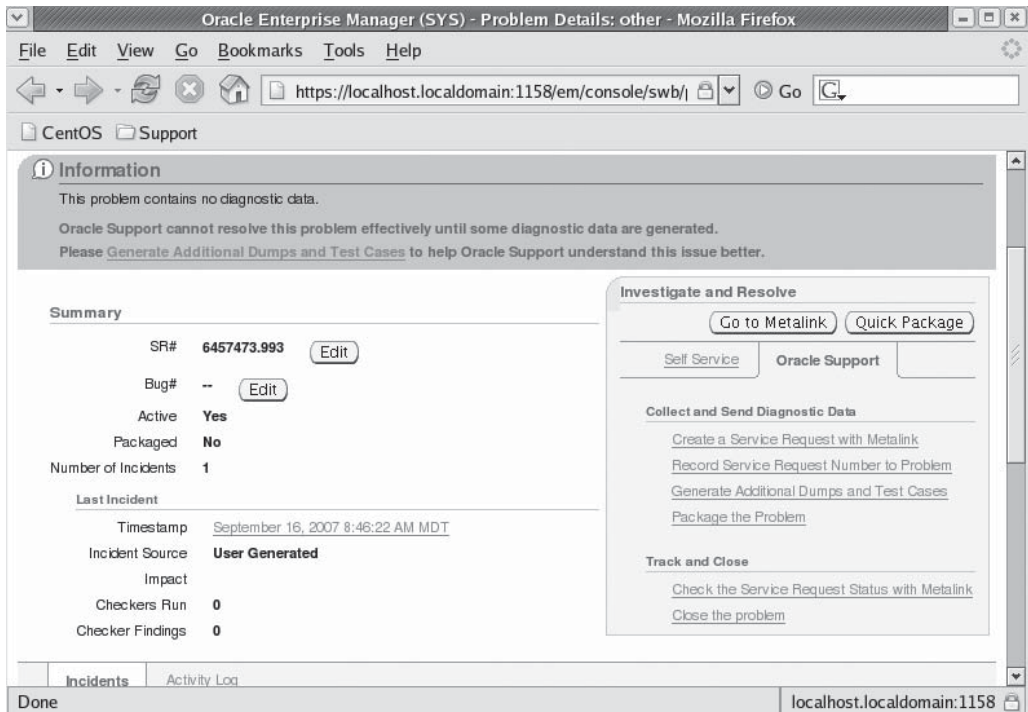 Oracle Enterprise Manager (SYS) - Problem Details: other - Mozilla Firefox
File Edit View Go Bookmarks Tools Help
https://localhost.localdomain:1158/em/console/swb/ Go G
CentOS Support
i Information
This problem contains no diagnostic data.
Oracle Support cannot resolve this problem effectively until some diagnostic data are generated.
Please Generate Additional Dumps and Test Cases to help Oracle Support understand this issue better.
Summary
SR# 6457473.993 Edit
Bug# -- Edit
Active Yes
Packaged No
Number of Incidents 1
Last Incident
Timestamp September 16, 2007 8:46:22 AM MDT
Incident Source User Generated
Impact
Checkers Run 0
Checker Findings 0
Investigate and Resolve
Go to Metalink Quick Package
Self Service Oracle Support
Collect and Send Diagnostic Data
Create a Service Request with Metalink
Record Service Request Number to Problem
Generate Additional Dumps and Test Cases
Package the Problem
Track and Close
Check the Service Request Status with Metalink
Close the problem
Incidents Activity Log
Done localhost.localdomain:1158